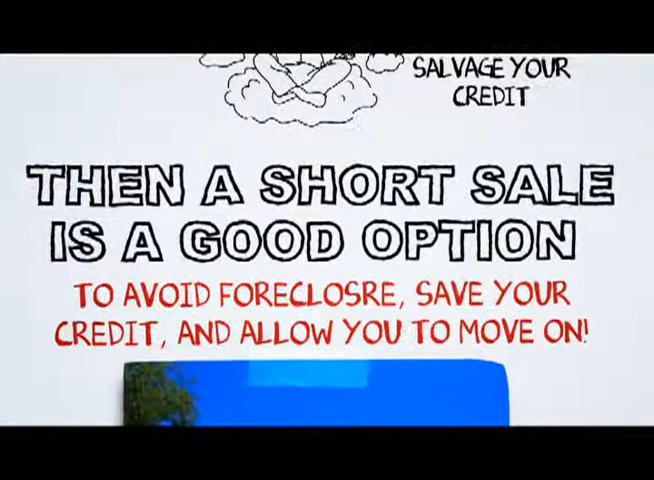 SALVAGE YOUR
CREDIT
THEN A SHORT SALE
IS A GOOD OPTION
TO AVOID FORECLOSRE, SAVE YOUR
CREDIT, AND ALLOW YOU TO MOVE ON!